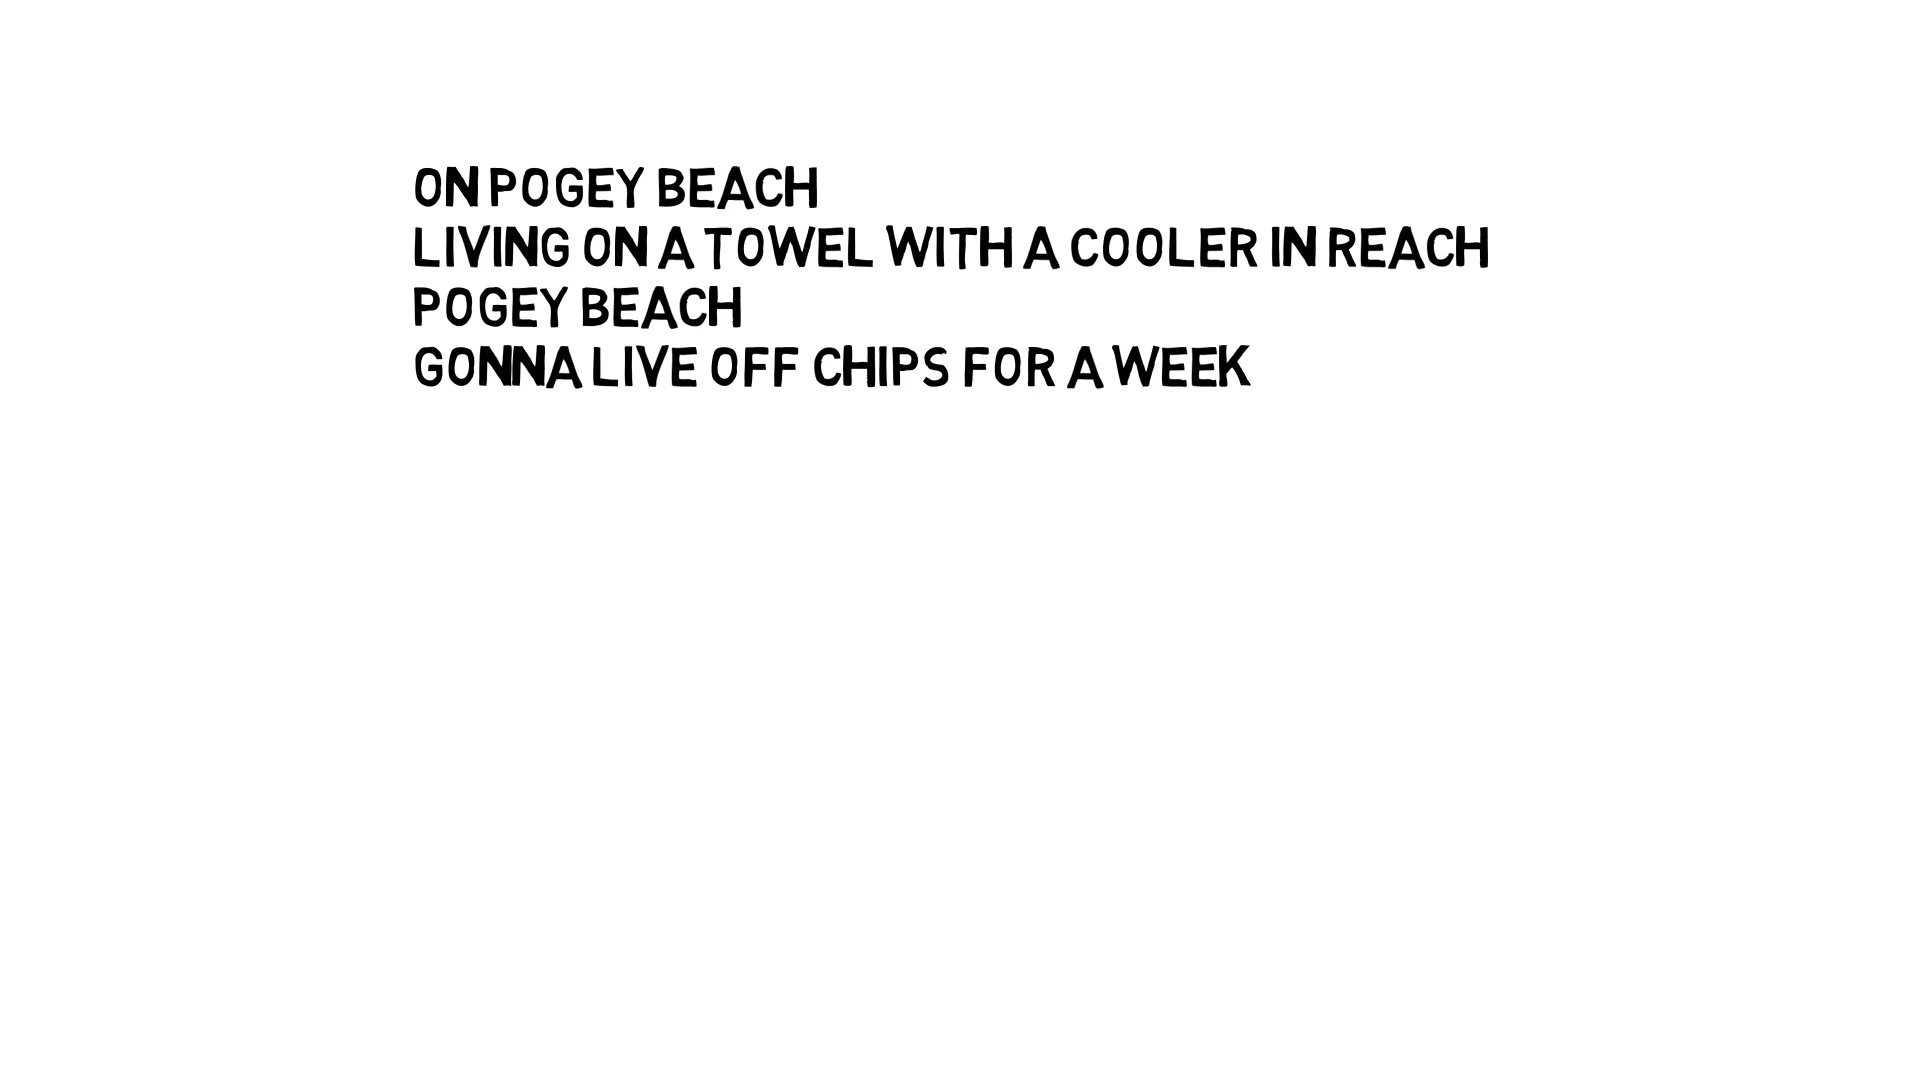 ON POGEY BEACH
LIVING ON A TOWEL WITH A COOLER IN REACH
POGEY BEACH
GONNA LIVE OFF CHIPS FOR A WEEK